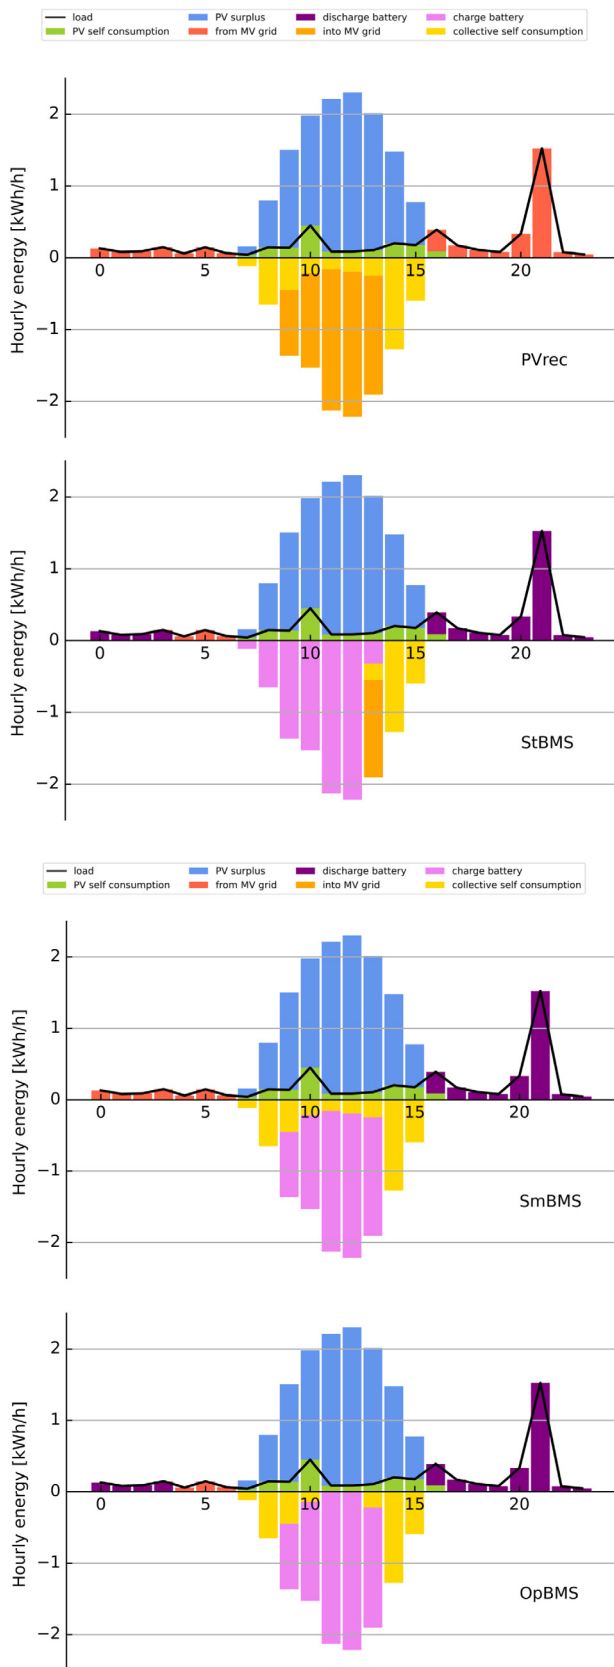 load PV surplus discharge battery charge battery
PV self consumption from MV grid into MV grid collective self consumption
Hourly energy [kWh/h]
2
1
0
−1
−2
0 5 10 15 20
PVrec
Hourly energy [kWh/h]
2
1
0
−1
−2
0 5 10 15 20
StBMS
load PV surplus discharge battery charge battery
PV self consumption from MV grid into MV grid collective self consumption
Hourly energy [kWh/h]
2
1
0
−1
−2
0 5 10 15 20
SmBMS
Hourly energy [kWh/h]
2
1
0
−1
−2
0 5 10 15 20
OpBMS